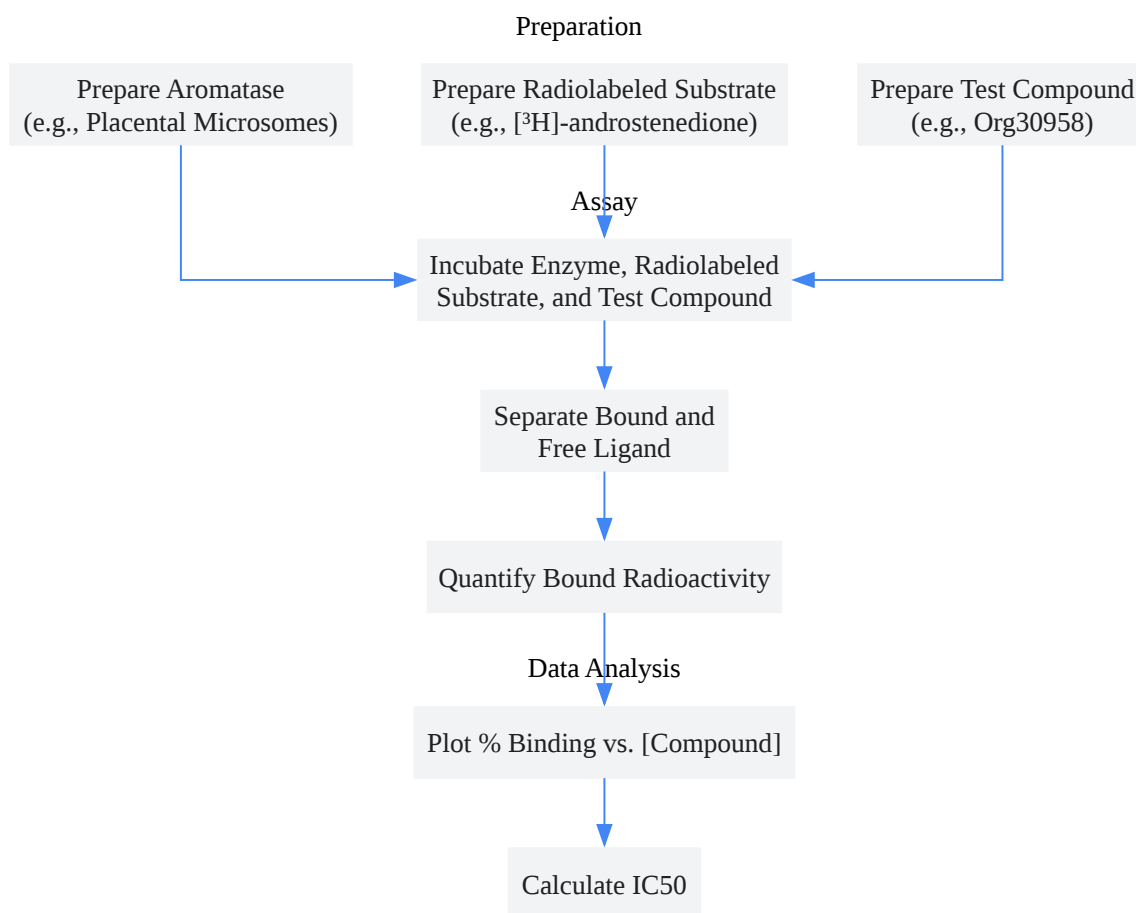 Preparation
Prepare Aromatase
(e.g., Placental Microsomes)
Prepare Radiolabeled Substrate
(e.g., [³H]-androstenedione)
Prepare Test Compound
(e.g., Org30958)
Assay
Incubate Enzyme, Radiolabeled
Substrate, and Test Compound
Separate Bound and
Free Ligand
Quantify Bound Radioactivity
Data Analysis
Plot % Binding vs. [Compound]
Calculate IC50